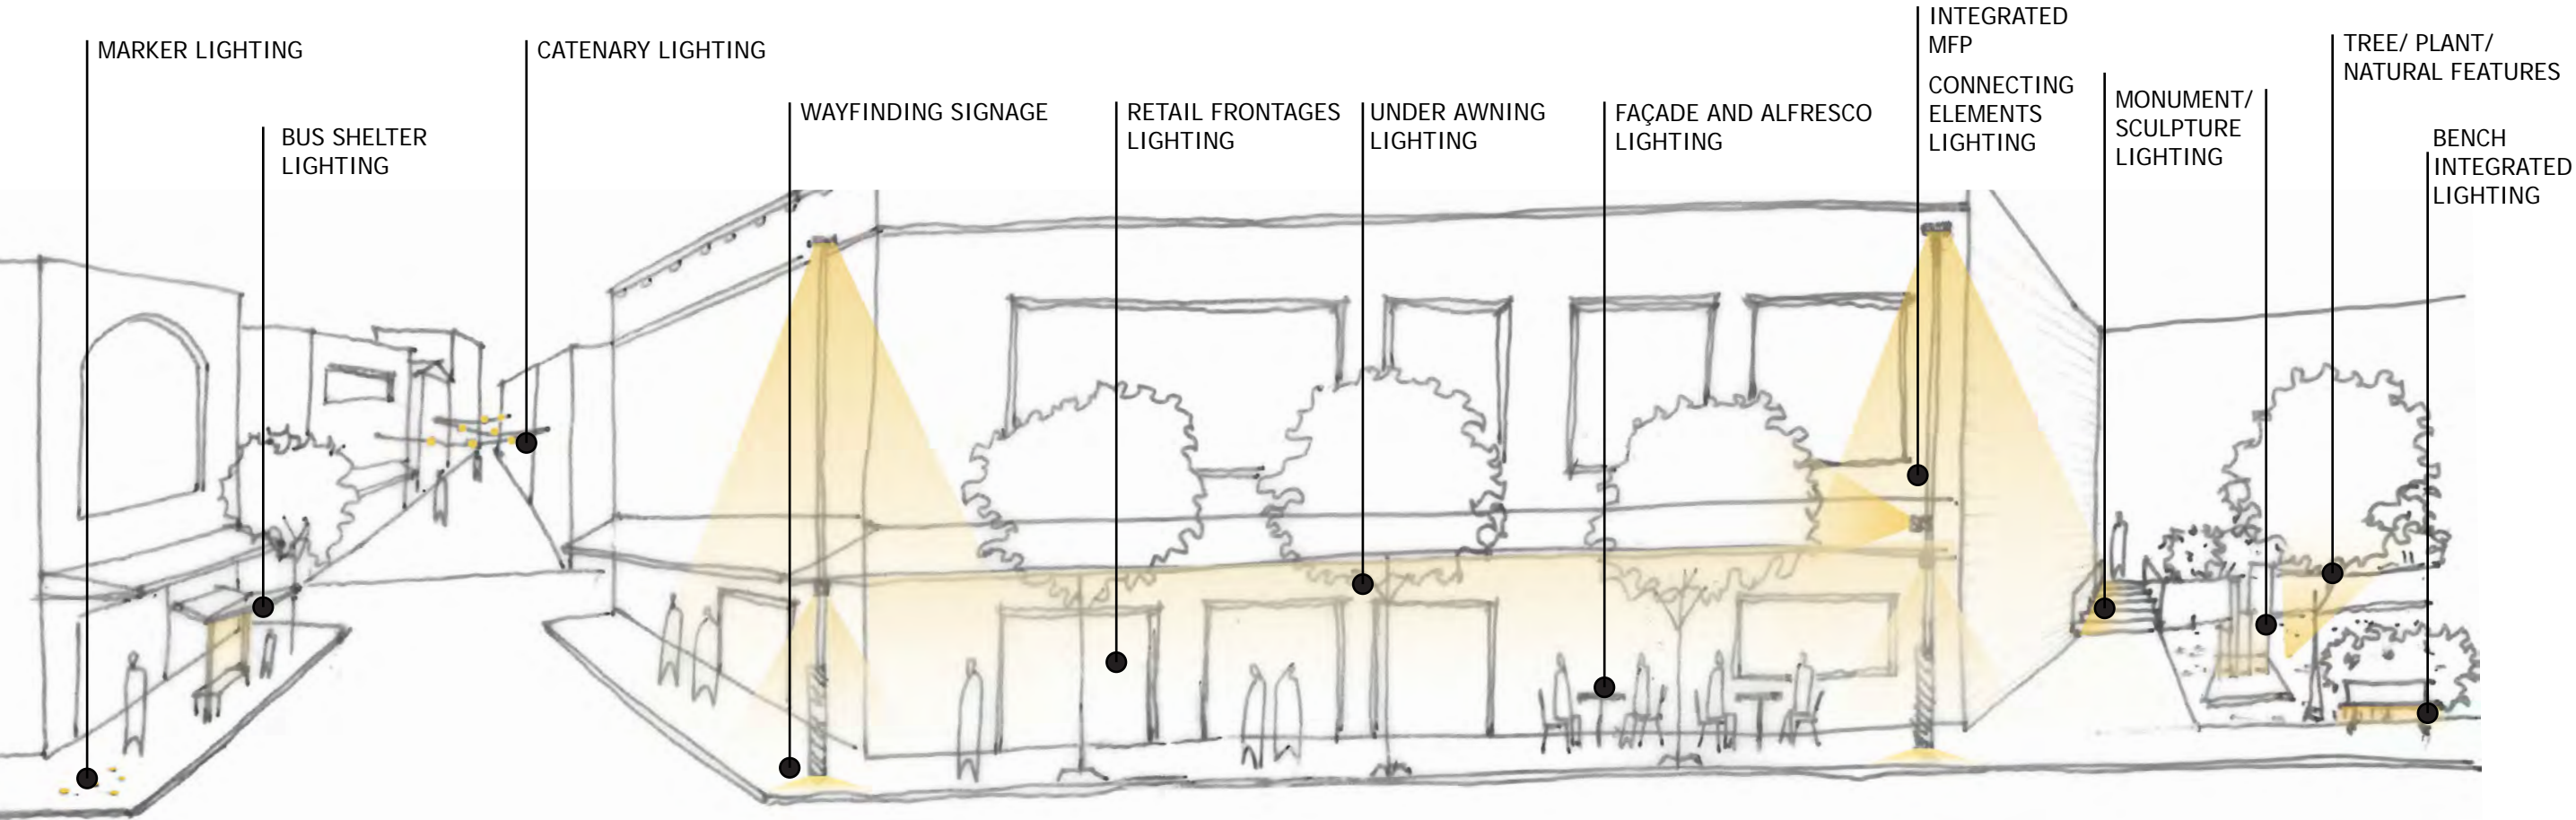 MARKER LIGHTING
BUS SHELTER
LIGHTING
CATENARY LIGHTING
WAYFINDING SIGNAGE
RETAIL FRONTAGES
LIGHTING
UNDER AWNING
LIGHTING
FAÇADE AND ALFRESCO
LIGHTING
INTEGRATED
MFP
CONNECTING
ELEMENTS
LIGHTING
MONUMENT/
SCULPTURE
LIGHTING
TREE/ PLANT/
NATURAL FEATURES
BENCH
INTEGRATED
LIGHTING